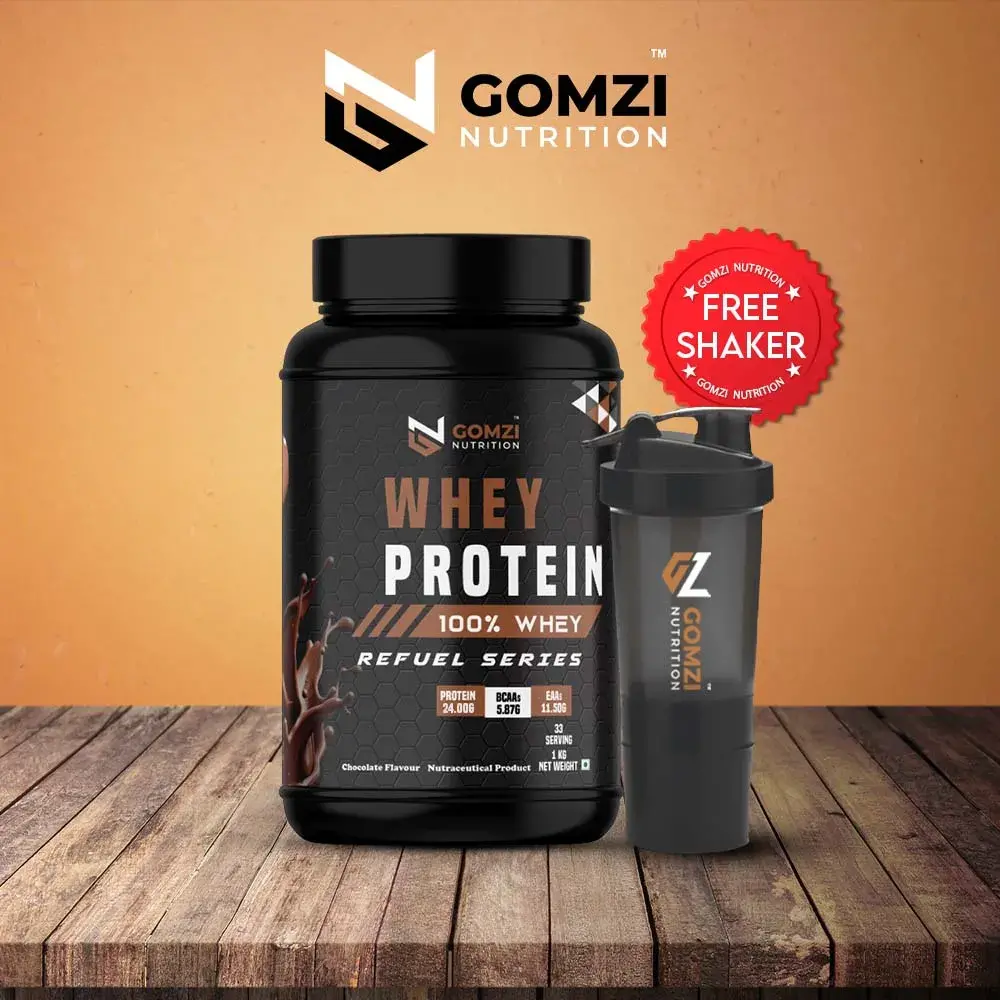 GOMZI
NUTRITION
TM
GOMZI NUTRITION
FREE
SHAKER
GOMZI NUTRITION
GOMZI
NUTRITION
TM
WHEY
PROTEIN
100% WHEY
REFUEL SERIES
PROTEIN
24.00G
BCAAs
5.87G
EAAs
11.50G
33
SERVING
1 KG
NET WEIGHT
Chocolate Flavour Nutraceutical Product
GOMZI
NUTRITION
TM